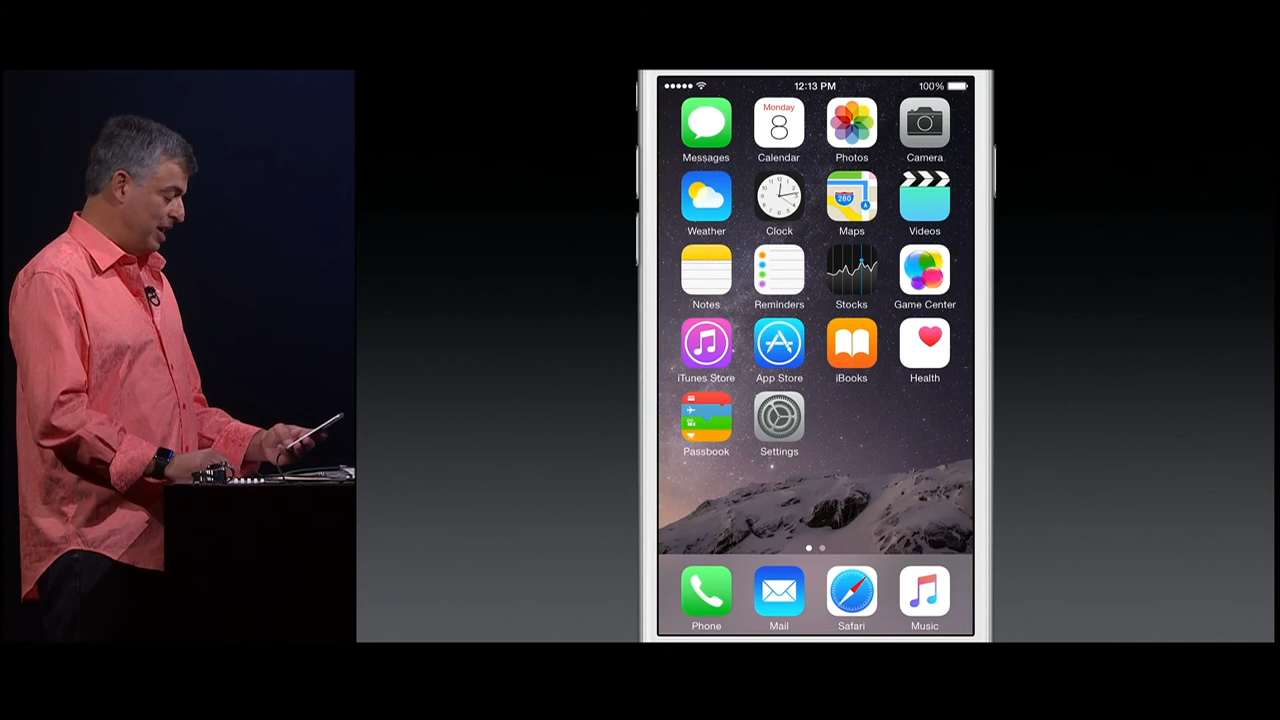 12:13 PM
100%
Monday
8
Messages
Calendar
Photos
Camera
280
Weather
Clock
Maps
Videos
Notes
Reminders
Stocks
Game Center
iTunes Store
App Store
iBooks
Health
Passbook
Settings
Phone
Mail
Safari
Music